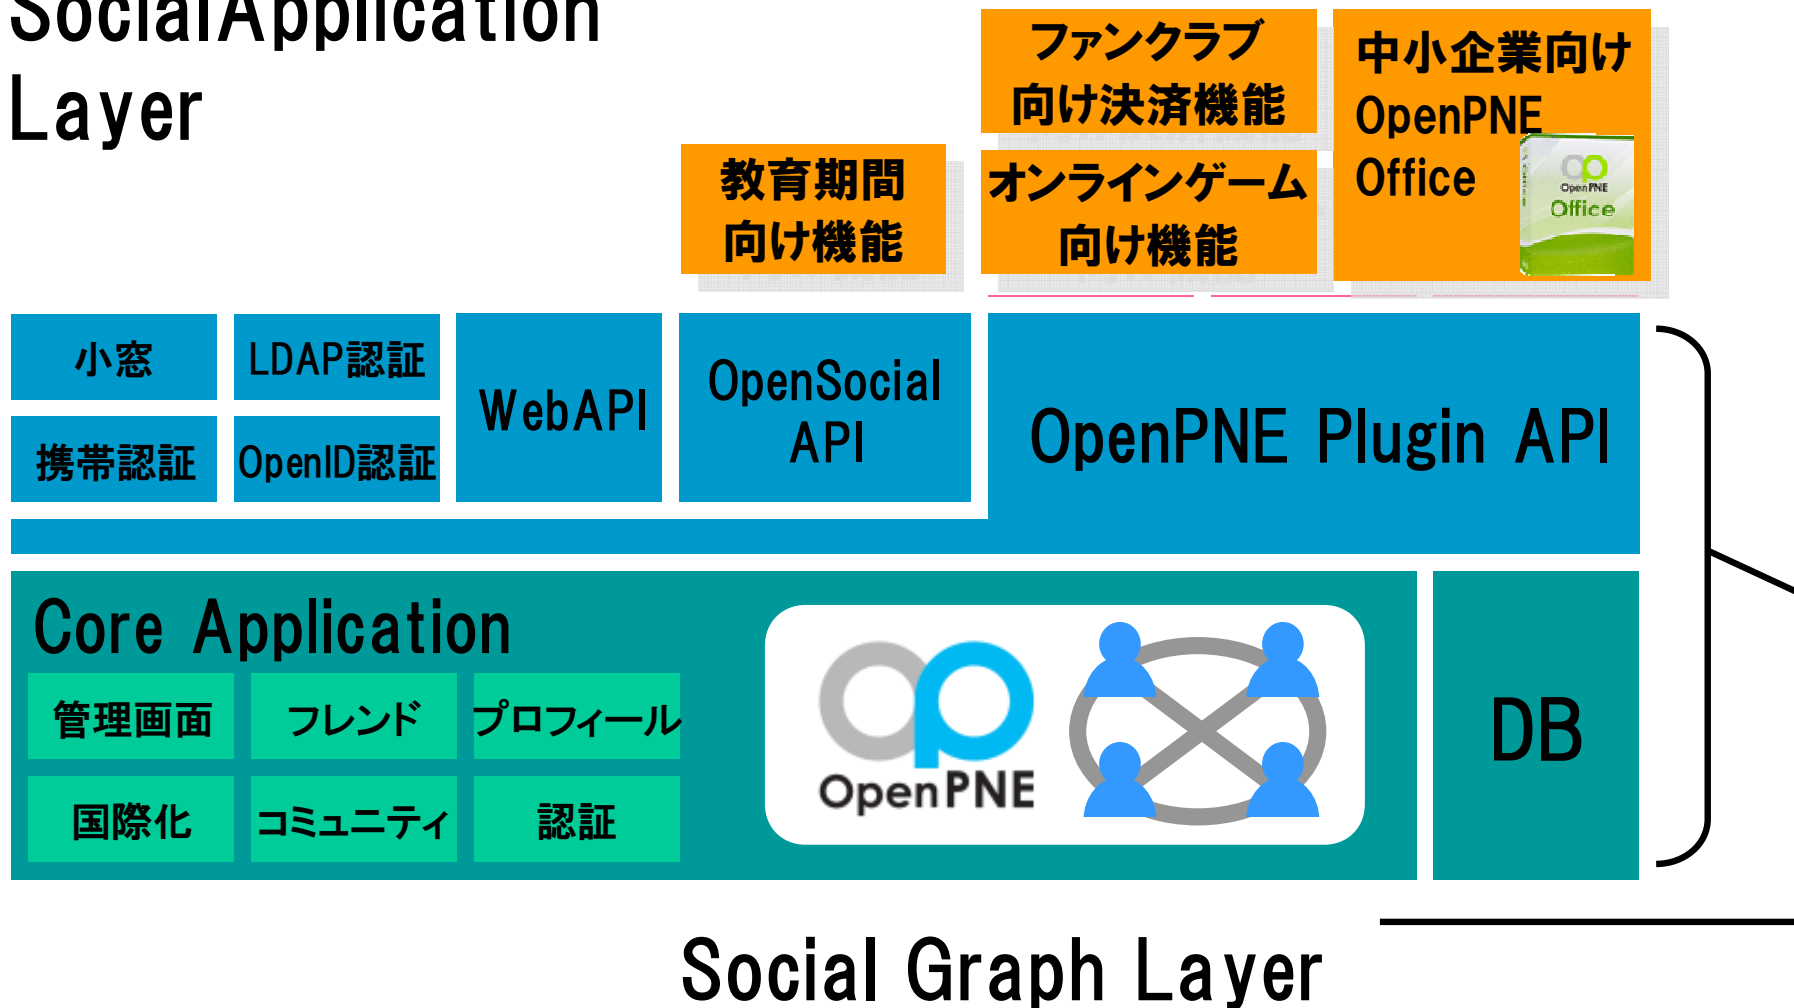 SocialApplication
Layer
ファンクラブ
向け決済機能
中小企業向け
OpenPNE
Office
教育期間
向け機能
オンラインゲーム
向け機能
OpenPNE
Office
小窓
LDAP認証
WebAPI
OpenSocial
API
OpenPNE Plugin API
携帯認証
OpenID認証
Core Application
管理画面
フレンド
プロフィール
国際化
コミュニティ
認証
OpenPNE
DB
Social Graph Layer